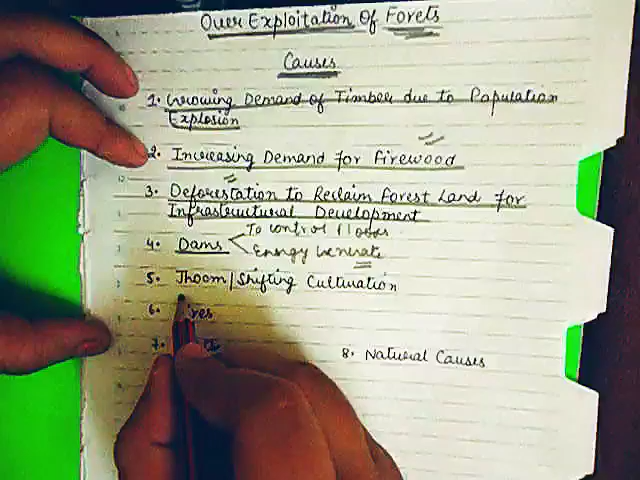 Over Exploitation Of Forets
Causes
1. Growing Demand of Timber due to Population
Explosion
2. Increasing Demand for firewood
3. Deforestation to Reclaim Forest Land for
Infrastructural Development
4. Dams To control floods
Energy Generate
5. Jhoom/Shifting Cultivation
6. res
7.
8. Natural Causes